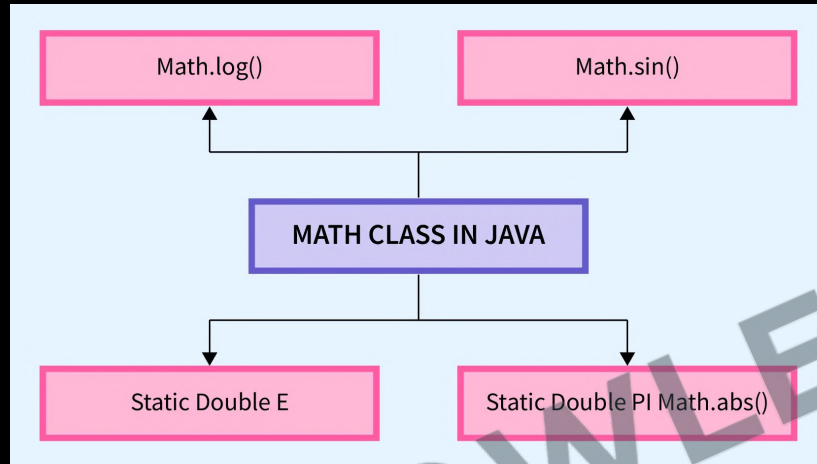 Math.log()
Math.sin()
MATH CLASS IN JAVA
Static Double E
Static Double PI Math.abs()